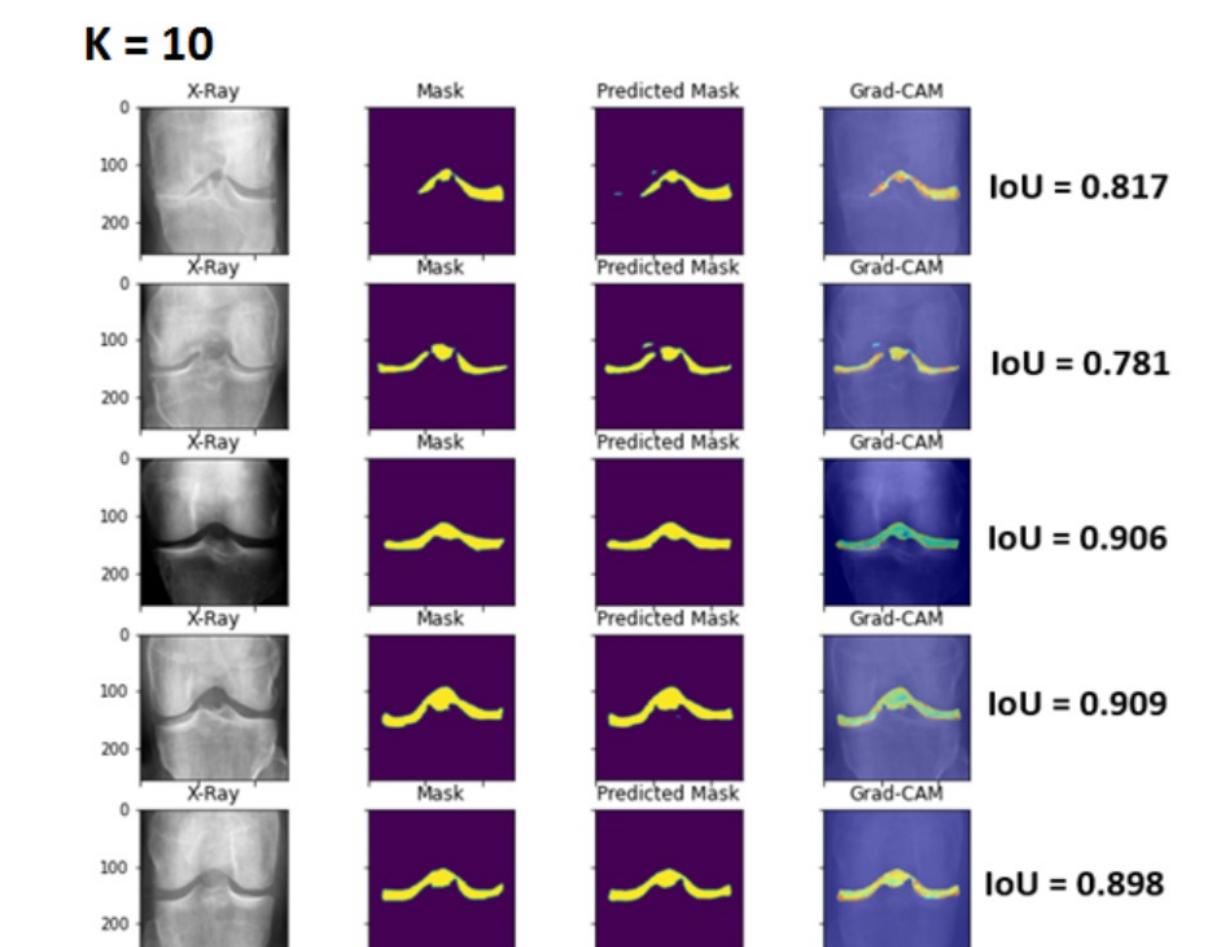 K = 10
X-Ray Mask Predicted Mask Grad-CAM
0
100
200
IoU = 0.817
X-Ray Mask Predicted Mask Grad-CAM
0
100
200
IoU = 0.781
X-Ray Mask Predicted Mask Grad-CAM
0
100
200
IoU = 0.906
X-Ray Mask Predicted Mask Grad-CAM
0
100
200
IoU = 0.909
X-Ray Mask Predicted Mask Grad-CAM
0
100
200
IoU = 0.898